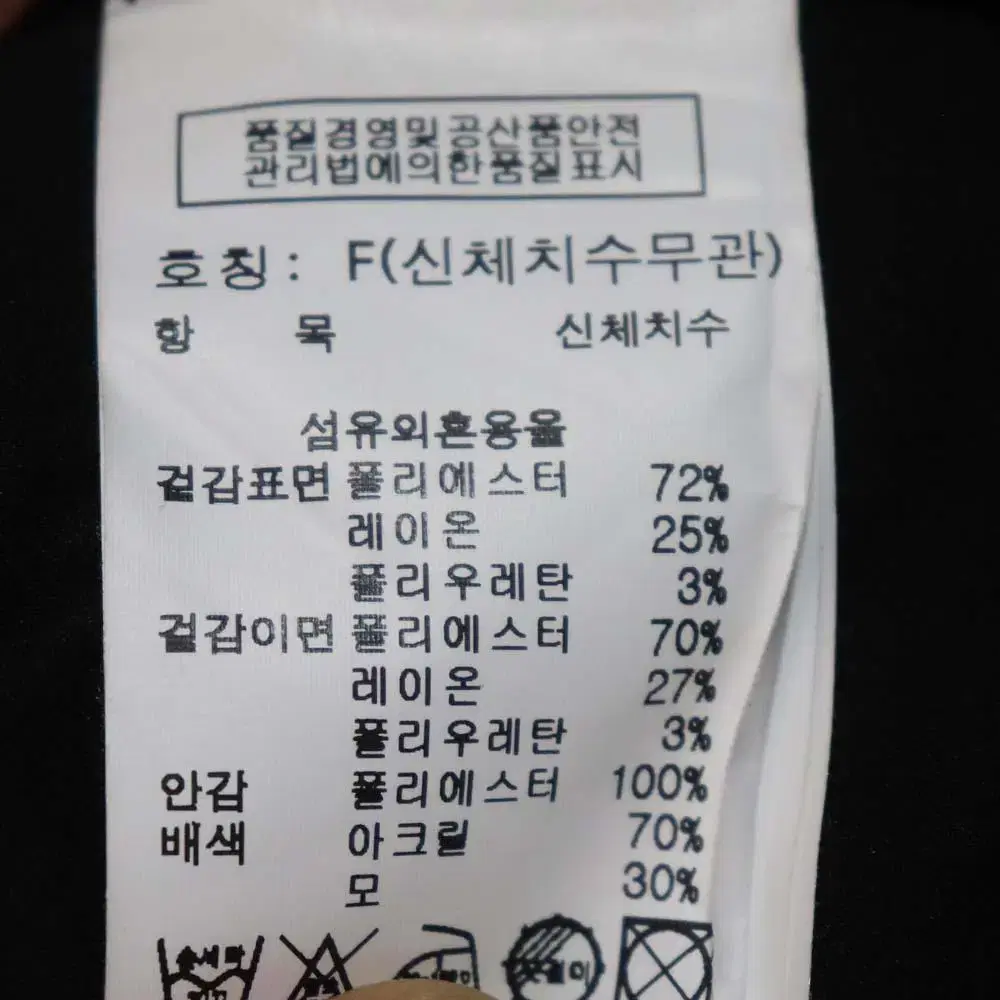 품질경영및공산품안전
관리법에의한품질표시
호칭: F(신체치수무관)
항 목 신체치수
섬유외혼용율
겉감표면 폴리에스터 72%
레이온 25%
폴리우레탄 3%
겉감이면 폴리에스터 70%
레이온 27%
폴리우레탄 3%
안감 폴리에스터 100%
배색 아크릴 70%
모 30%
손세탁